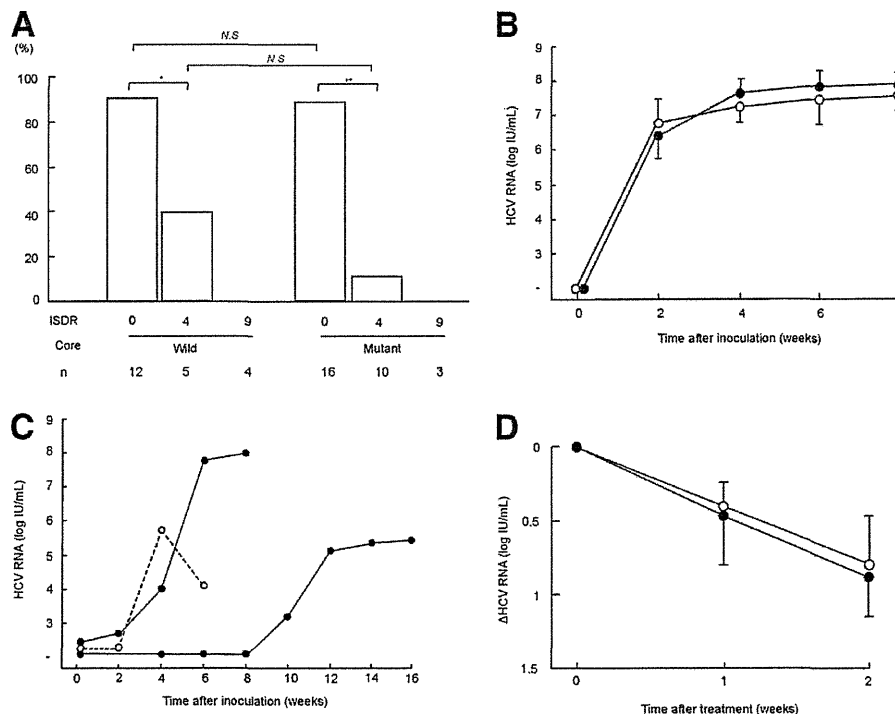 A
(%)
N.S
N.S
*
100
80
60
40
20
0
ISDR 0 4 9 0 4 9
Core Wild Mutant
n 12 5 4 16 10 3
B
HCV RNA (log IU/mL)
9
8
7
6
5
4
3
-
0 2 4 6
Time after inoculation (weeks)
C
HCV RNA (log IU/mL)
9
8
7
6
5
4
3
-
0 2 4 6 8 10 12 14 16
Time after inoculation (weeks)
D
ΔHCV RNA (log IU/mL)
0
0.5
1
1.5
0 1 2
Time after treatment (weeks)